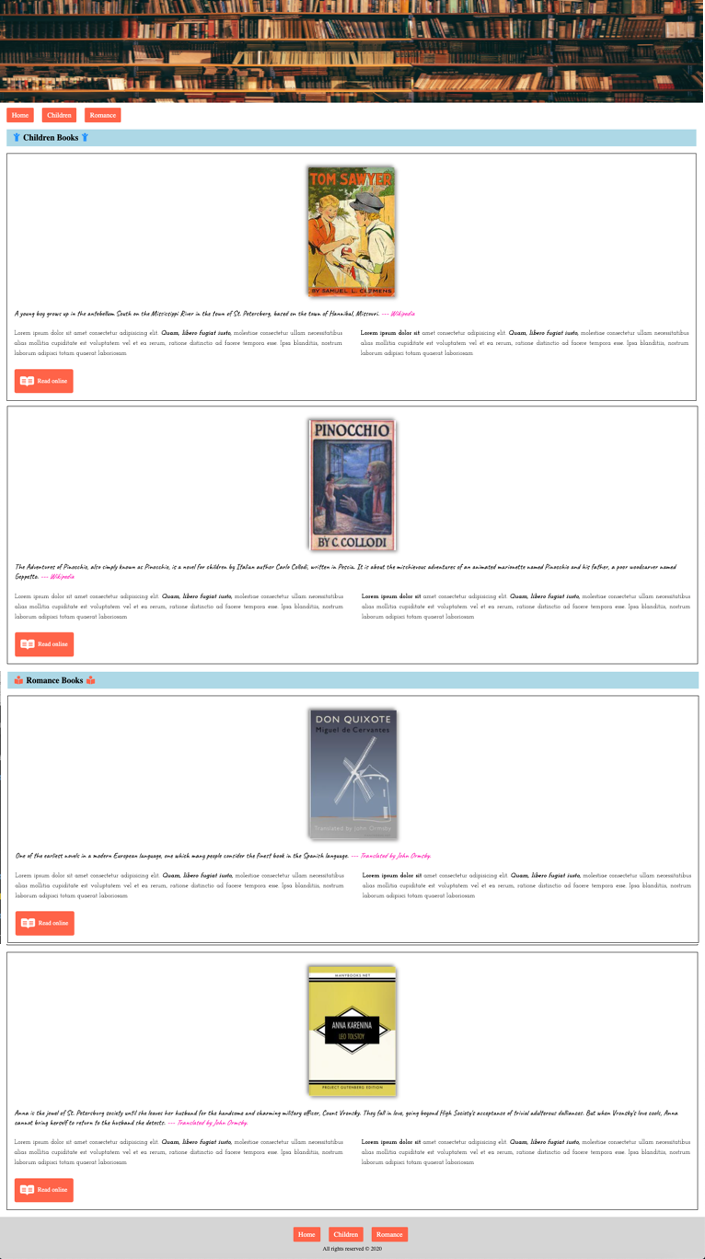 Home Children Romance
Children Books
TOM SAWYER
BY SAMUEL L. CLEMENS
A young boy grows up in the antebellum South on the Mississippi River in the town of St. Petersberg, based on the town of Hannibal, Missouri. --- Wikipedia
Lorem ipsum dolor sit amet consectetur adipisicing elit. Quam, libero fugiat iusto, molestiae consectetur ullam necessitatibus
alias mollitia cupiditate est voluptatem vel et ea rerum, ratione distinctio ad facere tempora esse. Ipsa blanditiis, nostrum
laborum adipisci totam quaerat laboriosam
Lorem ipsum dolor sit amet consectetur adipisicing elit. Quam, libero fugiat iusto, molestiae consectetur ullam necessitatibus
alias mollitia cupiditate est voluptatem vel et ea rerum, ratione distinctio ad facere tempora esse. Ipsa blanditiis, nostrum
laborum adipisci totam quaerat laboriosam
Read online
PINOCCHIO
BY C. COLLODI
The Adventures of Pinocchio, also simply known as Pinocchio, is a novel for children by Italian author Carlo Collodi, written in Pescia. It is about the mischievous adventures of an animated marionette named Pinocchio and his father, a poor woodcarver named
Geppetto. --- Wikipedia
Lorem ipsum dolor sit amet consectetur adipisicing elit. Quam, libero fugiat iusto, molestiae consectetur ullam necessitatibus
alias mollitia cupiditate est voluptatem vel et ea rerum, ratione distinctio ad facere tempora esse. Ipsa blanditiis, nostrum
laborum adipisci totam quaerat laboriosam
Lorem ipsum dolor sit amet consectetur adipisicing elit. Quam, libero fugiat iusto, molestiae consectetur ullam necessitatibus
alias mollitia cupiditate est voluptatem vel et ea rerum, ratione distinctio ad facere tempora esse. Ipsa blanditiis, nostrum
laborum adipisci totam quaerat laboriosam
Read online
Romance Books
DON QUIXOTE
Miguel de Cervantes
Translated by John Ormsby
One of the earliest novels in a modern European language, one which many people consider the finest book in the Spanish language. --- Translated by John Ormsby.
Lorem ipsum dolor sit amet consectetur adipisicing elit. Quam, libero fugiat iusto, molestiae consectetur ullam necessitatibus
alias mollitia cupiditate est voluptatem vel et ea rerum, ratione distinctio ad facere tempora esse. Ipsa blanditiis, nostrum
laborum adipisci totam quaerat laboriosam
Lorem ipsum dolor sit amet consectetur adipisicing elit. Quam, libero fugiat iusto, molestiae consectetur ullam necessitatibus
alias mollitia cupiditate est voluptatem vel et ea rerum, ratione distinctio ad facere tempora esse. Ipsa blanditiis, nostrum
laborum adipisci totam quaerat laboriosam
Read online
MANYBOOKS.NET
ANNA KARENINA
LEO TOLSTOY
PROJECT GUTENBERG EDITION
Anna is the jewel of St. Petersberg society until she leaves her husband for the handsome and charming military officer, Count Vronsky. They fall in love, going beyond High Society's acceptance of trivial adulterous dalliances. But when Vronsky's love cools, Anna
cannot bring herself to return to the husband she detests. --- Translated by John Ormsby.
Lorem ipsum dolor sit amet consectetur adipisicing elit. Quam, libero fugiat iusto, molestiae consectetur ullam necessitatibus
alias mollitia cupiditate est voluptatem vel et ea rerum, ratione distinctio ad facere tempora esse. Ipsa blanditiis, nostrum
laborum adipisci totam quaerat laboriosam
Lorem ipsum dolor sit amet consectetur adipisicing elit. Quam, libero fugiat iusto, molestiae consectetur ullam necessitatibus
alias mollitia cupiditate est voluptatem vel et ea rerum, ratione distinctio ad facere tempora esse. Ipsa blanditiis, nostrum
laborum adipisci totam quaerat laboriosam
Read online
Home Children Romance
All rights reserved © 2020